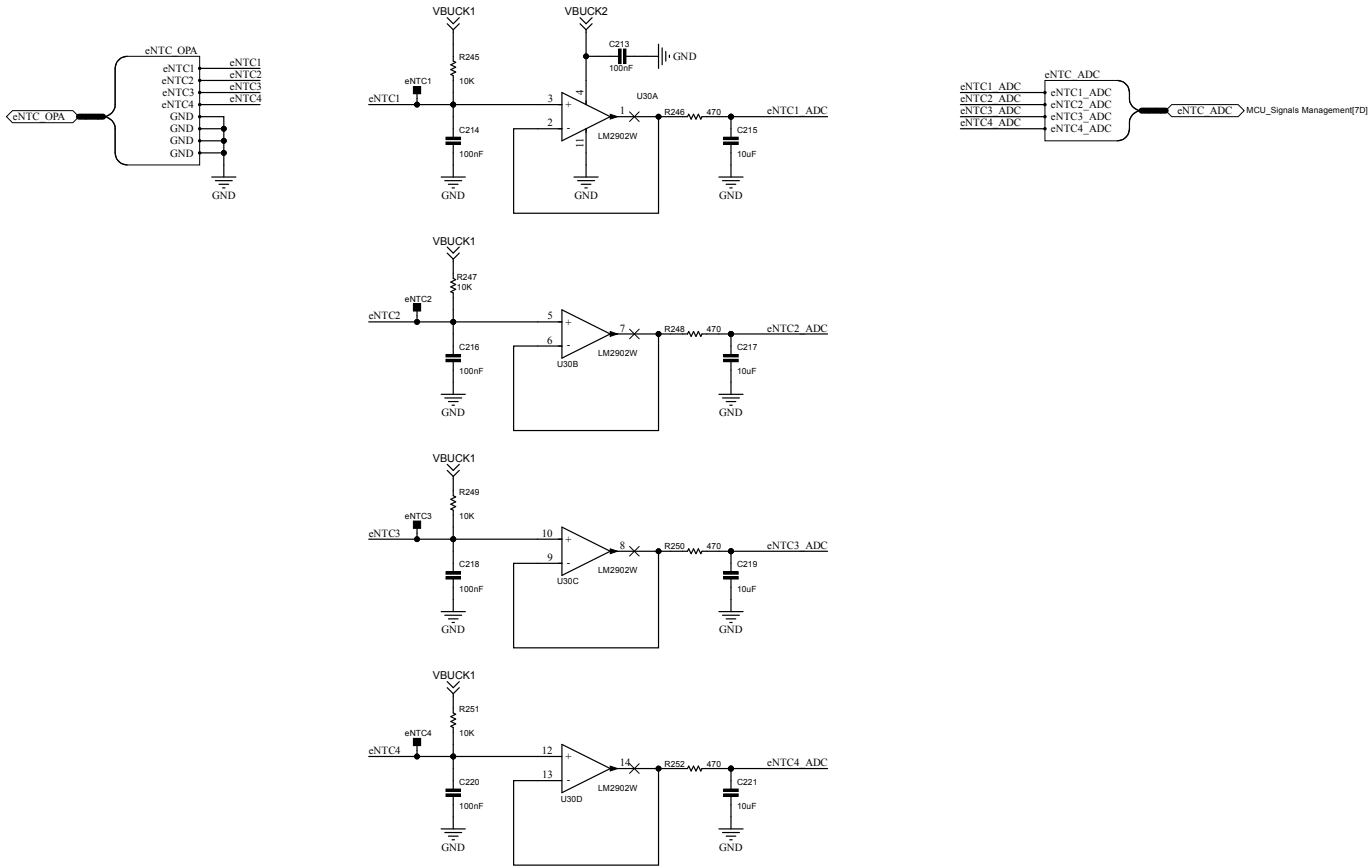 eNTC_OPA
eNTC_OPA
eNTC1
eNTC2
eNTC3
eNTC4
GND
GND
GND
GND
eNTC1
eNTC2
eNTC3
eNTC4
GND
VBUCK1
R245
10K
eNTC1
eNTC1
C214
100nF
GND
VBUCK2
C213
100nF
GND
U30A
3
+
2
-
4
11
1
LM2902W
GND
R246
470
eNTC1_ADC
C215
10uF
GND
VBUCK1
R247
10K
eNTC2
eNTC2
C216
100nF
GND
5
+
6
-
7
U30B
LM2902W
R248
470
eNTC2_ADC
C217
10uF
GND
VBUCK1
R249
10K
eNTC3
eNTC3
C218
100nF
GND
10
+
9
-
8
U30C
LM2902W
R250
470
eNTC3_ADC
C219
10uF
GND
VBUCK1
R251
10K
eNTC4
eNTC4
C220
100nF
GND
12
+
13
-
14
U30D
LM2902W
R252
470
eNTC4_ADC
C221
10uF
GND
eNTC_ADC
eNTC1_ADC
eNTC2_ADC
eNTC3_ADC
eNTC4_ADC
eNTC1_ADC
eNTC2_ADC
eNTC3_ADC
eNTC4_ADC
eNTC_ADC
MCU_Signals Management[7D]